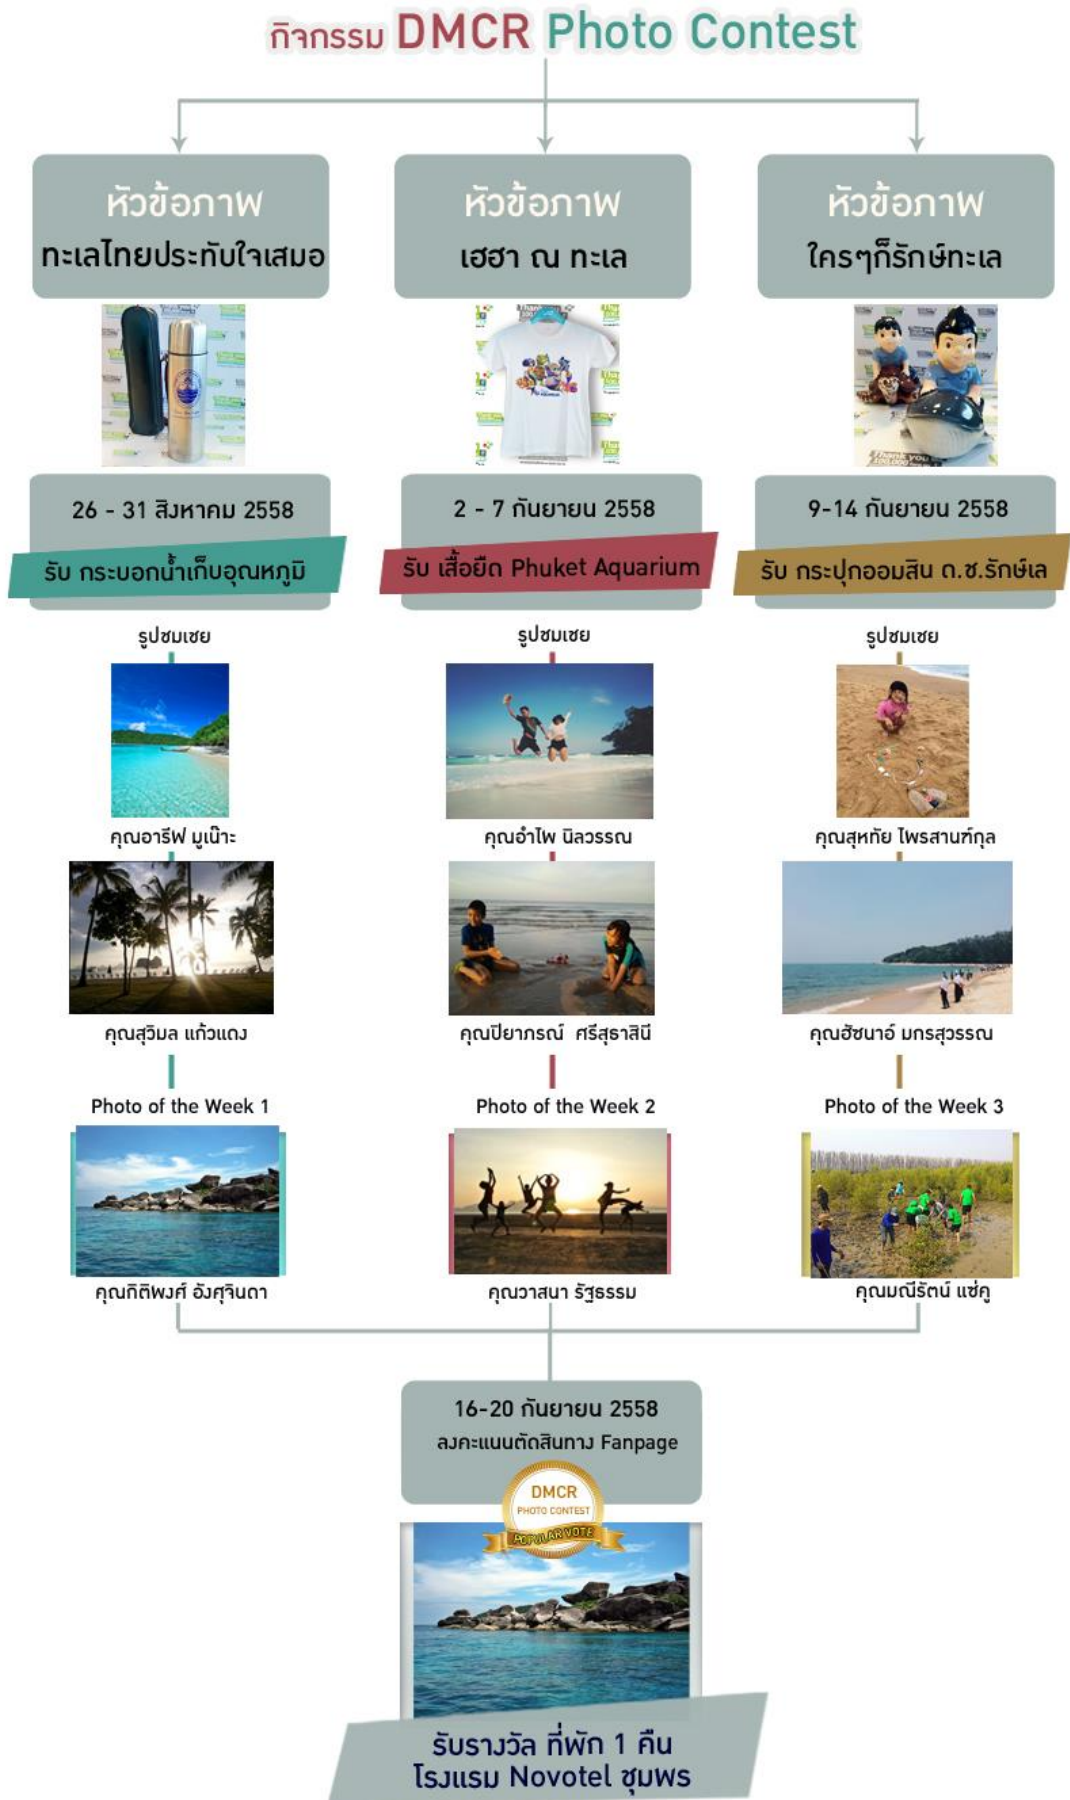 กิจกรรม DMCR Photo Contest
หัวข้อภาพ
ทะเลไทยประทับใจเสมอ
26 - 31 สิงหาคม 2558
รับ กระบอกน้ำเก็บอุณหภูมิ
รูปชมเชย
คุณอารีฟ มูเน๊าะ
คุณสุวิมล แก้วแดง
Photo of the Week 1
คุณกิติพงศ์ อังศุจินดา
หัวข้อภาพ
เฮฮา ณ ทะเล
2 - 7 กันยายน 2558
รับ เสื้อยืด Phuket Aquarium
รูปชมเชย
คุณอำไพ นิลวรรณ
คุณปิยาภรณ์ ศรีสุธาสินี
Photo of the Week 2
คุณวาสนา รัฐธรรม
หัวข้อภาพ
ใครๆก็รักษ์ทะเล
Thank you
100,000
9-14 กันยายน 2558
รับ กระปุกออมสิน ด.ช.รักษ์เล
รูปชมเชย
คุณสุหทัย ไพรสานฑ์กุล
คุณฮัซนาอ์ มกรสุวรรณ
Photo of the Week 3
คุณมณีรัตน์ แซ่คู
16-20 กันยายน 2558
ลงคะแนนตัดสินทาง Fanpage
DMCR
PHOTO CONTEST
POPULAR VOTE
รับรางวัล ที่พัก 1 คืน
โรงแรม Novotel ชุมพร